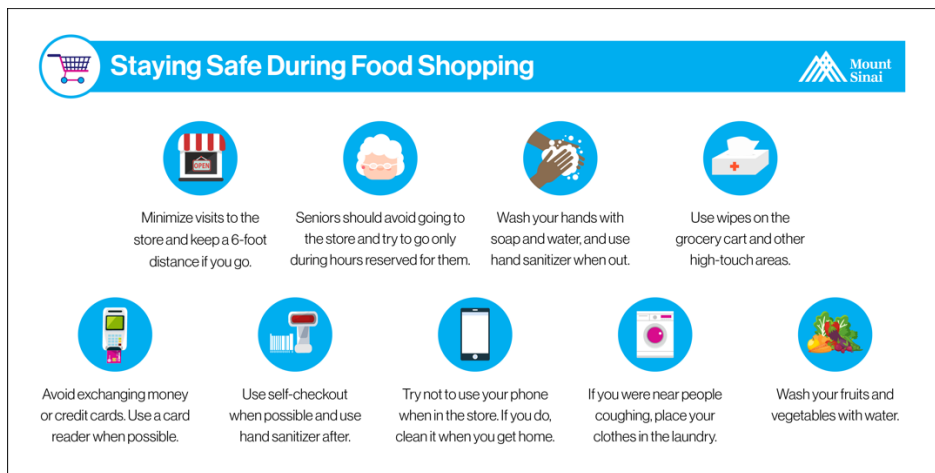 Staying Safe During Food Shopping
Mount
Sinai
OPEN
Minimize visits to the
store and keep a 6-foot
distance if you go.
Seniors should avoid going to
the store and try to go only
during hours reserved for them.
Wash your hands with
soap and water, and use
hand sanitizer when out.
Use wipes on the
grocery cart and other
high-touch areas.
Avoid exchanging money
or credit cards. Use a card
reader when possible.
Use self-checkout
when possible and use
hand sanitizer after.
Try not to use your phone
when in the store. If you do,
clean it when you get home.
If you were near people
coughing, place your
clothes in the laundry.
Wash your fruits and
vegetables with water.